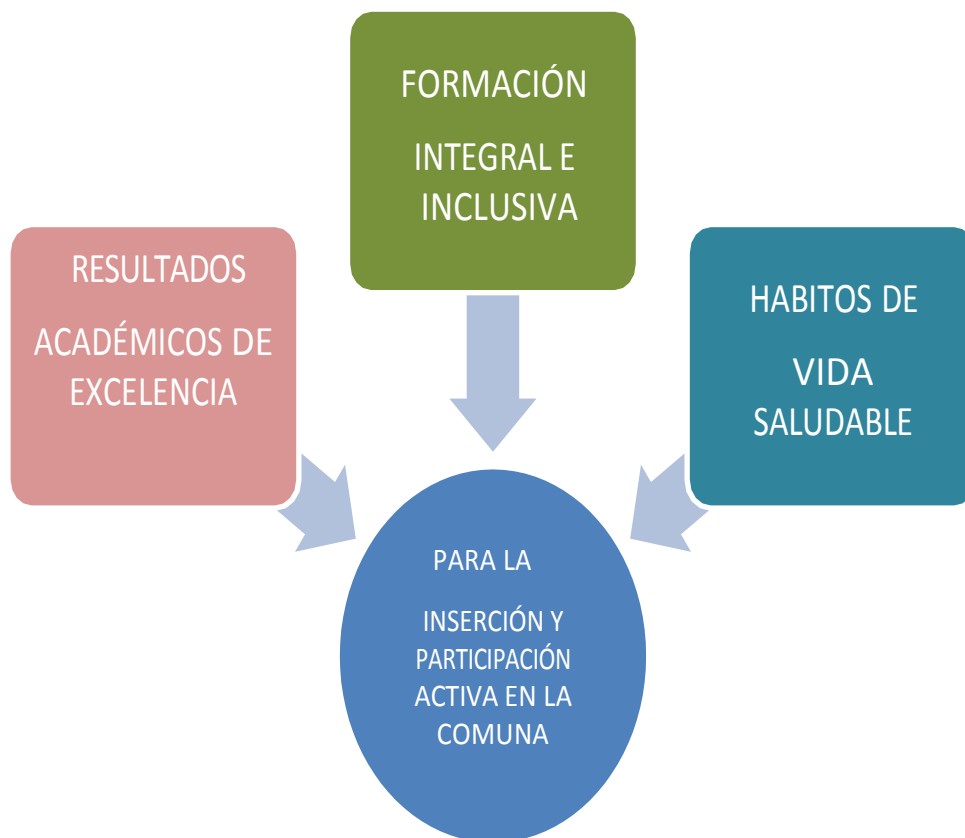 FORMACIÓN
INTEGRAL E
INCLUSIVA
RESULTADOS
ACADÉMICOS DE
EXCELENCIA
HABITOS DE
VIDA
SALUDABLE
PARA LA
INSERCIÓN Y
PARTICIPACIÓN
ACTIVA EN LA
COMUNA